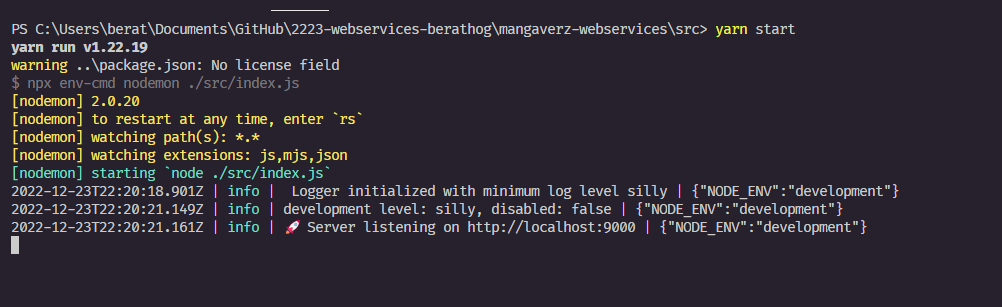 PS C:\Users\berat\Documents\GitHub\2223-webservices-berathog\mangaverz-webservices\src> yarn start
yarn run v1.22.19
warning ..\package.json: No license field
$ npx env-cmd nodemon ./src/index.js
[nodemon] 2.0.20
[nodemon] to restart at any time, enter `rs`
[nodemon] watching path(s): *.*
[nodemon] watching extensions: js,mjs,json
[nodemon] starting `node ./src/index.js`
2022-12-23T22:20:18.901Z | info |  Logger initialized with minimum log level silly | {"NODE_ENV":"development"}
2022-12-23T22:20:21.149Z | info | development level: silly, disabled: false | {"NODE_ENV":"development"}
2022-12-23T22:20:21.161Z | info | 🚀 Server listening on http://localhost:9000 | {"NODE_ENV":"development"}